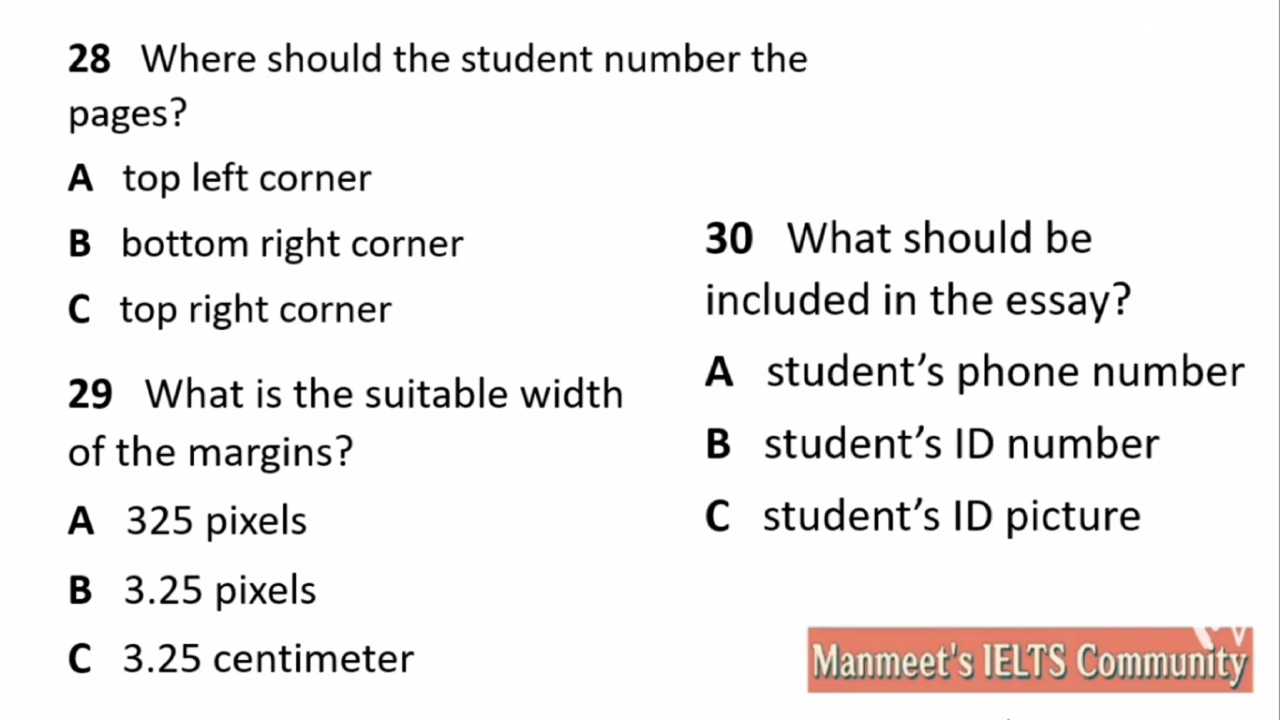 28 Where should the student number the
pages?
A top left corner
B bottom right corner
C top right corner
29 What is the suitable width
of the margins?
A 325 pixels
B 3.25 pixels
C 3.25 centimeter
30 What should be
included in the essay?
A student’s phone number
B student’s ID number
C student’s ID picture
Manmeet's IELTS Community